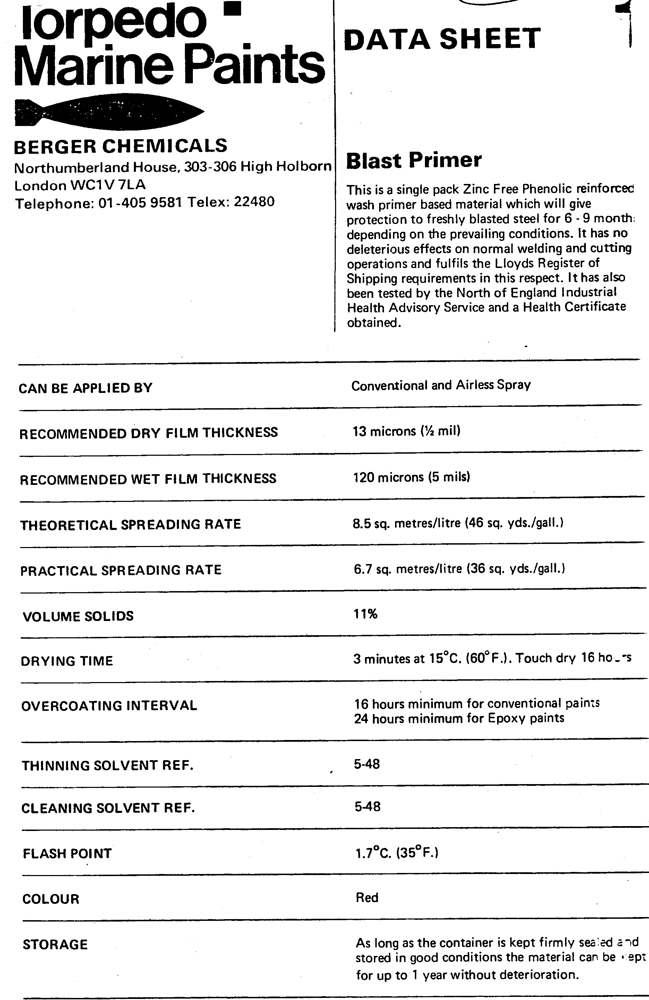 Torpedo
Marine Paints
BERGER CHEMICALS
Northumberland House, 303-306 High Holborn
London WC1V 7LA
Telephone: 01-405 9581 Telex: 22480
DATA SHEET
Blast Primer
This is a single pack Zinc Free Phenolic reinforced
wash primer based material which will give
protection to freshly blasted steel for 6 - 9 months
depending on the prevailing conditions. It has no
deleterious effects on normal welding and cutting
operations and fulfils the Lloyds Register of
Shipping requirements in this respect. It has also
been tested by the North of England Industrial
Health Advisory Service and a Health Certificate
obtained.
CAN BE APPLIED BY Conventional and Airless Spray
RECOMMENDED DRY FILM THICKNESS 13 microns (½ mil)
RECOMMENDED WET FILM THICKNESS 120 microns (5 mils)
THEORETICAL SPREADING RATE 8.5 sq. metres/litre (46 sq. yds./gall.)
PRACTICAL SPREADING RATE 6.7 sq. metres/litre (36 sq. yds./gall.)
VOLUME SOLIDS 11%
DRYING TIME 3 minutes at 15°C. (60°F.). Touch dry 16 hours
OVERCOATING INTERVAL 16 hours minimum for conventional paints
24 hours minimum for Epoxy paints
THINNING SOLVENT REF. 5-48
CLEANING SOLVENT REF. 5-48
FLASH POINT 1.7°C. (35°F.)
COLOUR Red
STORAGE As long as the container is kept firmly sealed and
stored in good conditions the material can be kept
for up to 1 year without deterioration.